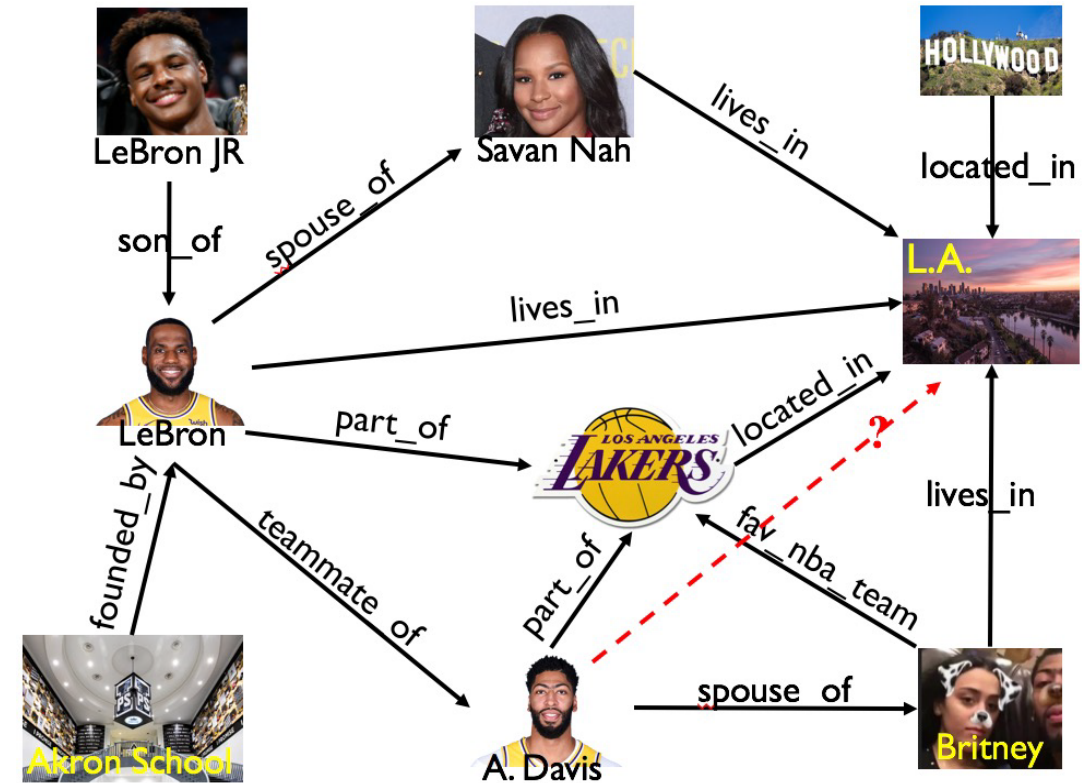 HOLLYWOOD
LeBron JR
Savan Nah
lives_in
located_in
son_of
spouse_of
L.A.
lives_in
LeBron
part_of
LOS ANGELES
LAKERS
located_in
?
founded_by
teammate_of
part_of
fav_nba_team
lives_in
Akron School
A. Davis
spouse_of
Britney